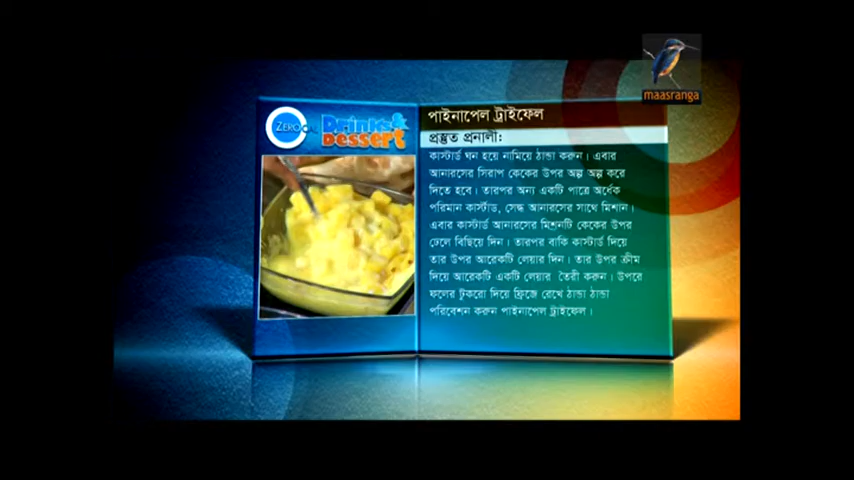 maasranga
ZERO CAL
Drinks &
Dessert
পাইনাপেল ট্রাইফেল
প্রস্তুত প্রনালী:
কাস্টার্ড ঘন হয়ে নামিয়ে ঠান্ডা করুন। এবার
আনারসের সিরাপ কেকের উপর অল্প অল্প করে
দিতে হবে। তারপর অন্য একটি পাত্রে অর্ধেক
পরিমান কার্স্টাড, সেদ্ধ আনারসের সাথে মিশান।
এবার কাস্টার্ড আনারসের মিশ্রনটি কেকের উপর
ঢেলে বিছিয়ে দিন। তারপর বাকি কাস্টার্ড দিয়ে
তার উপর আরেকটি লেয়ার দিন। তার উপর ক্রীম
দিয়ে আরেকটি একটি লেয়ার তৈরী করুন। উপরে
ফলের টুকরো দিয়ে ফ্রিজে রেখে ঠান্ডা ঠান্ডা
পরিবেশন করুন পাইনাপেল ট্রাইফেল।